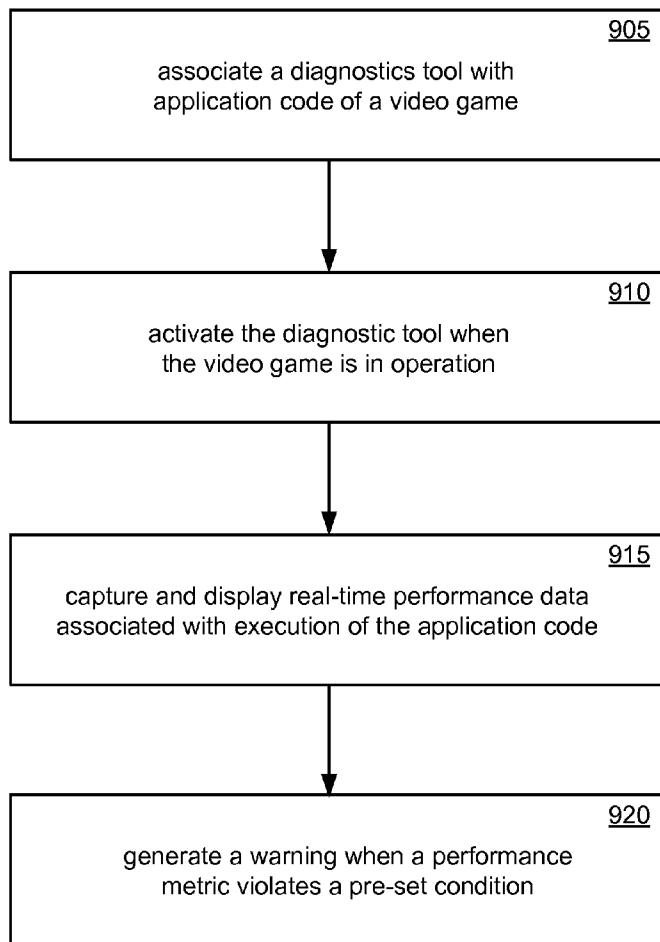 905
associate a diagnostics tool with
application code of a video game
910
activate the diagnostic tool when
the video game is in operation
915
capture and display real-time performance data
associated with execution of the application code
920
generate a warning when a performance
metric violates a pre-set condition